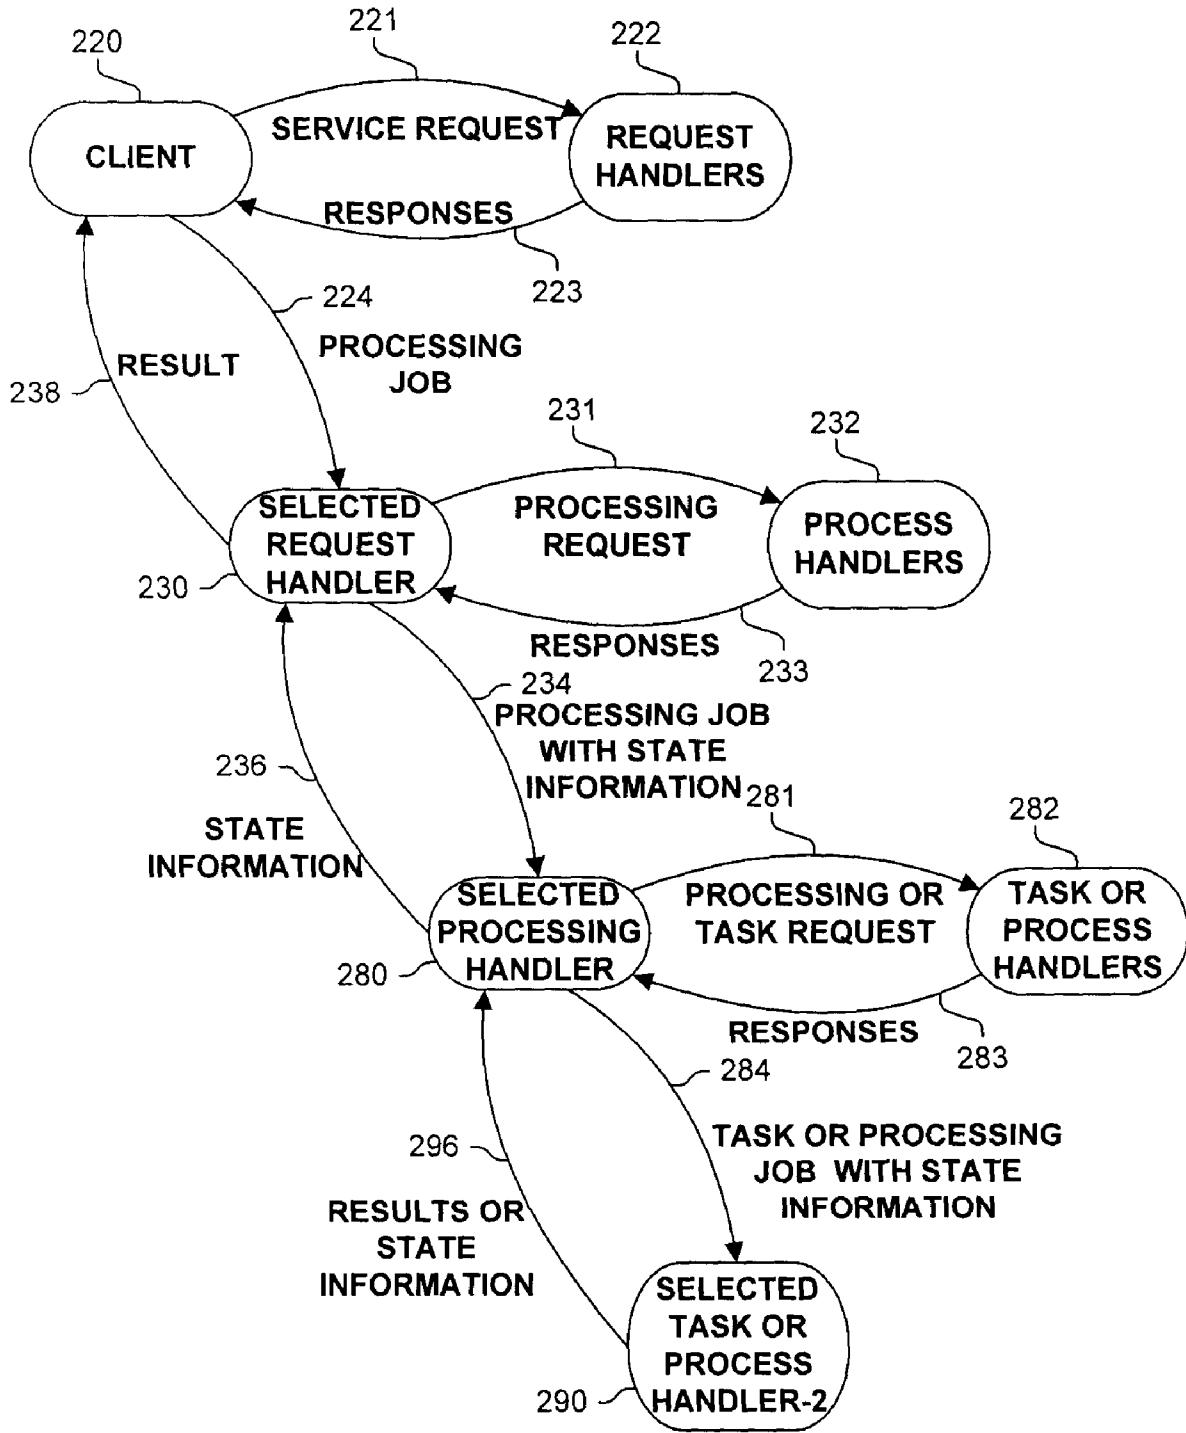 220
221
222
CLIENT
SERVICE REQUEST
REQUEST
HANDLERS
RESPONSES
223
224
PROCESSING
JOB
RESULT
238
231
232
SELECTED
REQUEST
HANDLER
230
PROCESSING
REQUEST
PROCESS
HANDLERS
RESPONSES
233
234
PROCESSING JOB
WITH STATE
INFORMATION
236
STATE
INFORMATION
281
282
SELECTED
PROCESSING
HANDLER
280
PROCESSING OR
TASK REQUEST
TASK OR
PROCESS
HANDLERS
RESPONSES
283
284
TASK OR PROCESSING
JOB WITH STATE
INFORMATION
296
RESULTS OR
STATE
INFORMATION
SELECTED
TASK OR
PROCESS
HANDLER-2
290